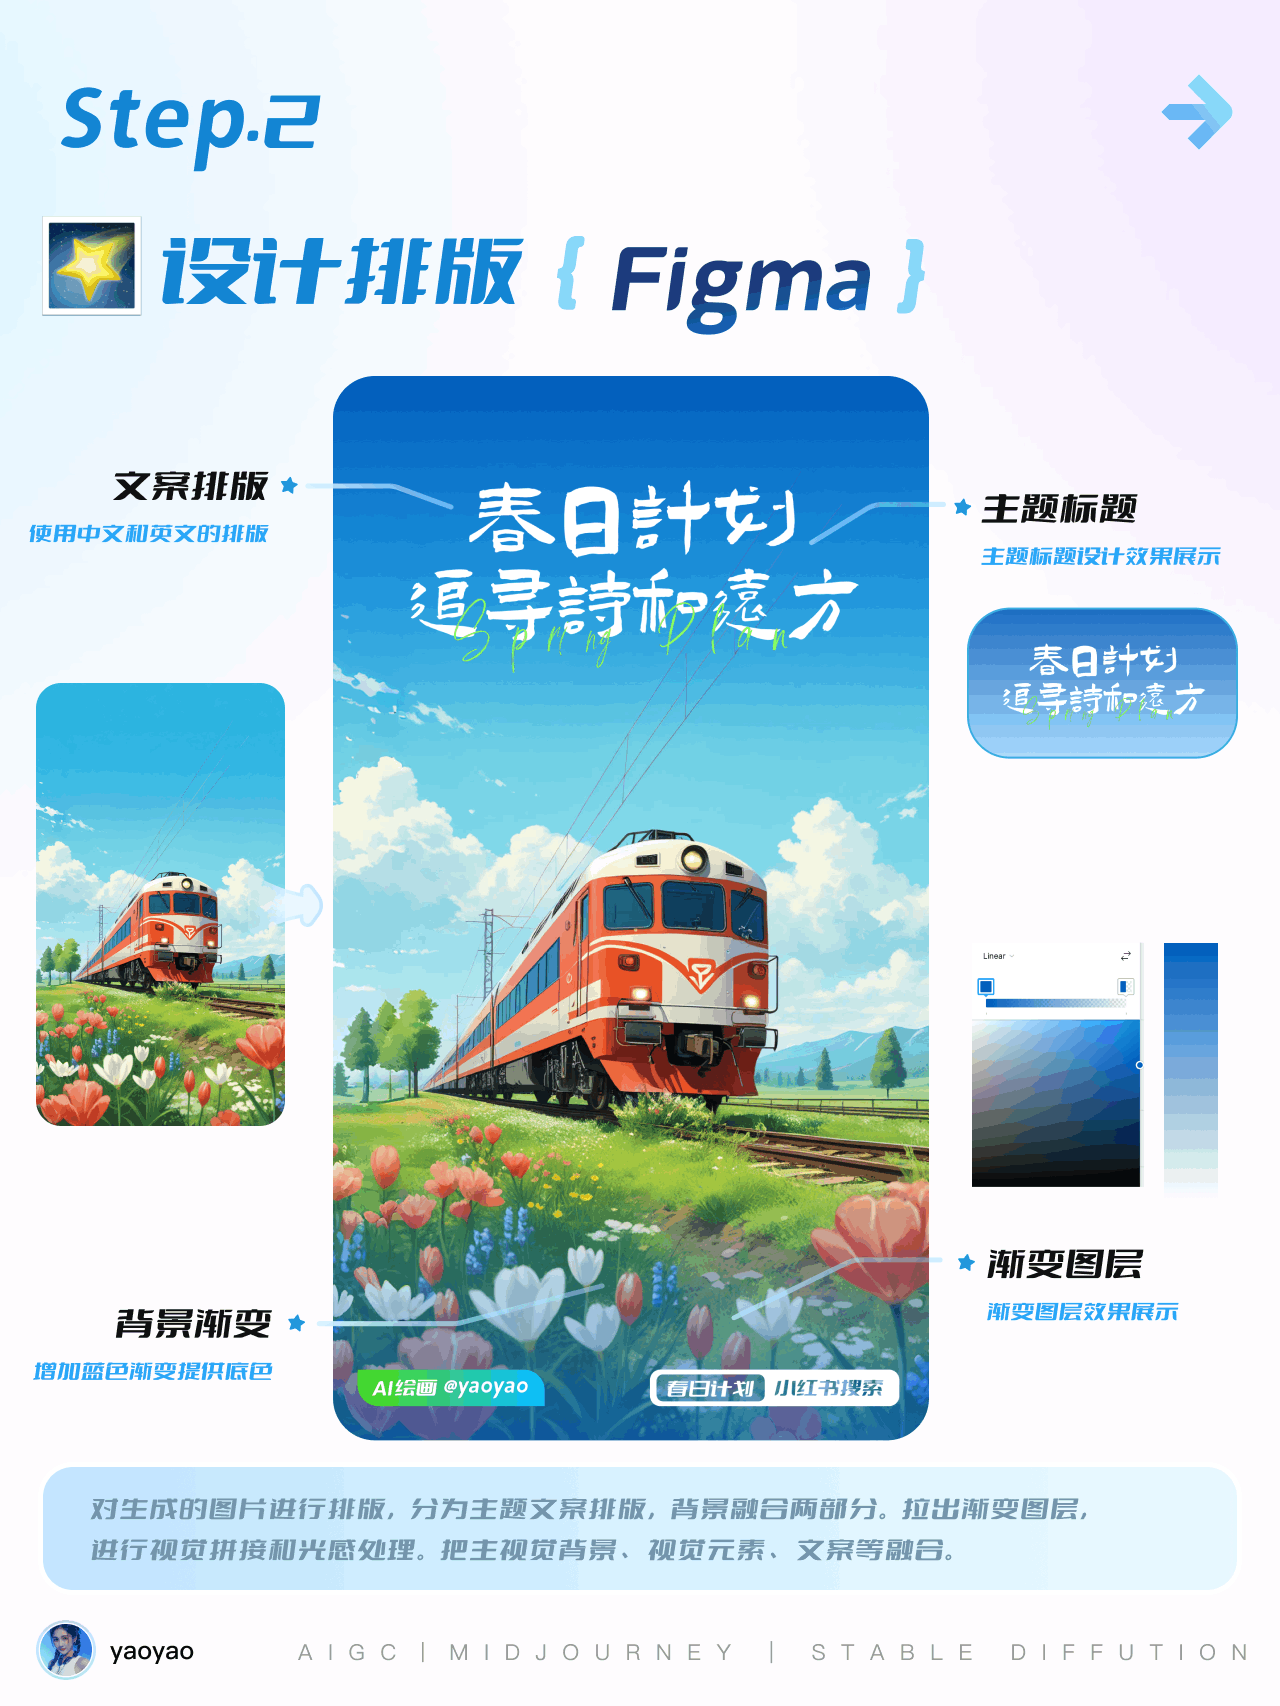 Step.2
设计排版 { Figma }
文案排版
使用中文和英文的排版
春日計划
追寻詩和遠方
Spring Plan
主题标题
主题标题设计效果展示
春日計划
追寻詩和遠方
Spring Plan
Linear
渐变图层
渐变图层效果展示
背景渐变
增加蓝色渐变提供底色
AI绘画 @yaoyao
春日计划 小红书搜索
对生成的图片进行排版, 分为主题文案排版, 背景融合两部分。拉出渐变图层,
进行视觉拼接和光感处理。把主视觉背景、视觉元素、文案等融合。
yaoyao
AIGC | MIDJOURNEY | STABLE DIFFUTION